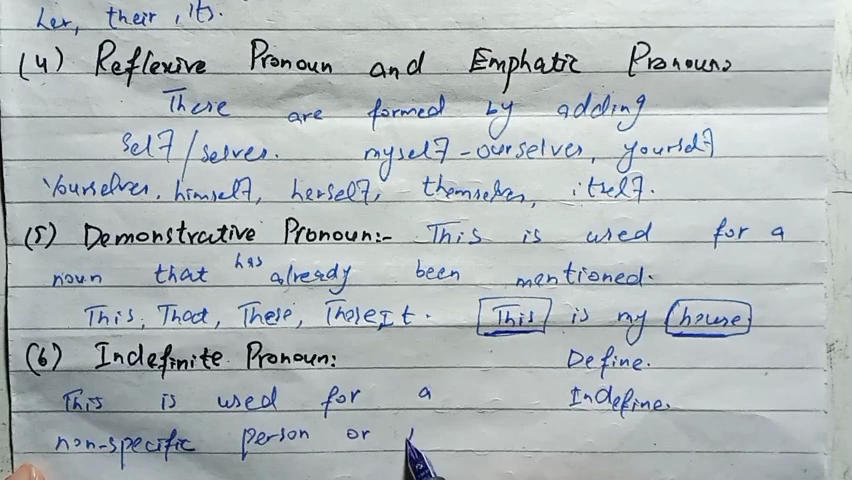 her, their, its.
(4) Reflexive Pronoun and Emphatic Pronouns
These are formed by adding
self/selves. myself - ourselves, yourself
Yourselves, himself, herself, themselves, itself.
(5) Demonstrative Pronoun:- This is used for a
noun that has already been mentioned.
This, That, These, Those, It. This is my house
(6) Indefinite Pronoun: Define.
This is used for a Indefine.
non-specific person or